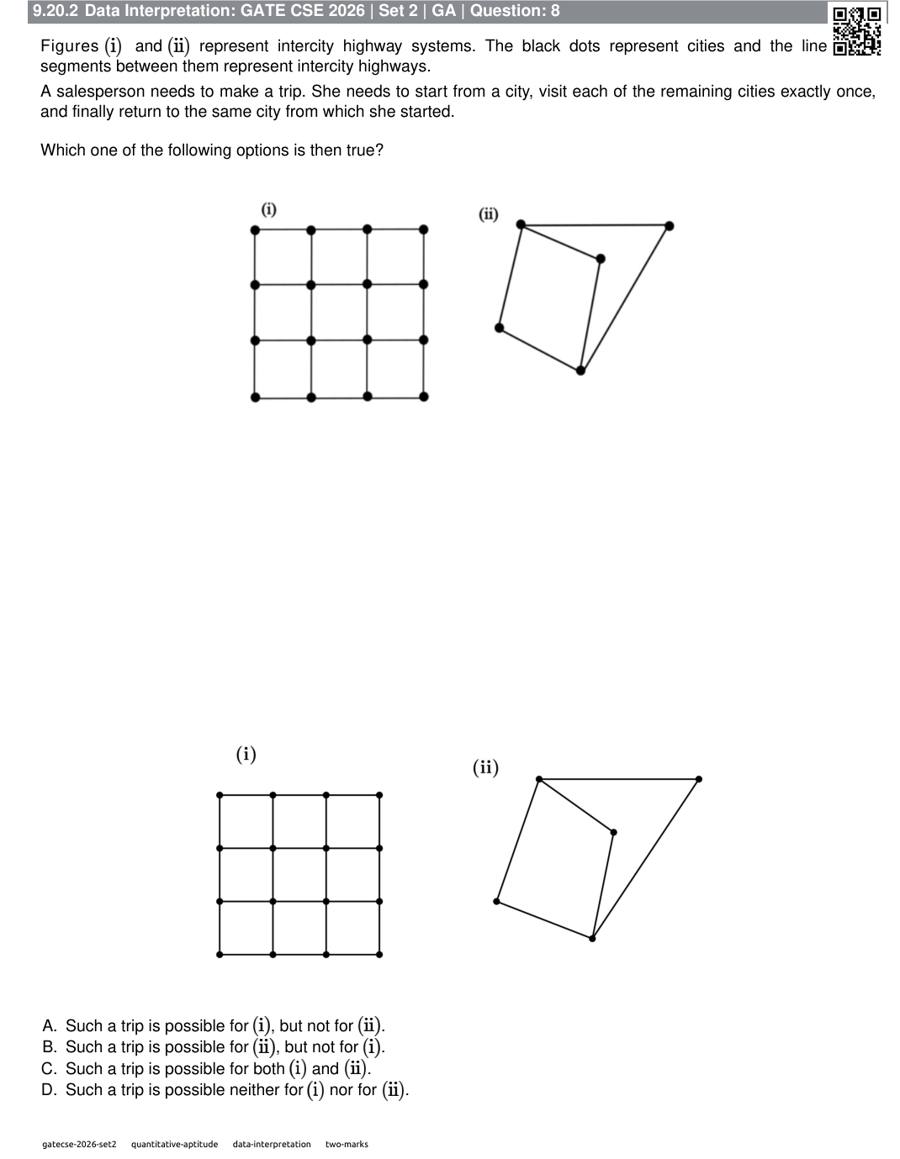 9.20.2 Data Interpretation: GATE CSE 2026 | Set 2 | GA | Question: 8
Figures (i) and (ii) represent intercity highway systems. The black dots represent cities and the line
segments between them represent intercity highways.
A salesperson needs to make a trip. She needs to start from a city, visit each of the remaining cities exactly once,
and finally return to the same city from which she started.
Which one of the following options is then true?
(i)
(ii)
(i)
(ii)
A. Such a trip is possible for (i), but not for (ii).
B. Such a trip is possible for (ii), but not for (i).
C. Such a trip is possible for both (i) and (ii).
D. Such a trip is possible neither for (i) nor for (ii).
gatecse-2026-set2 quantitative-aptitude data-interpretation two-marks